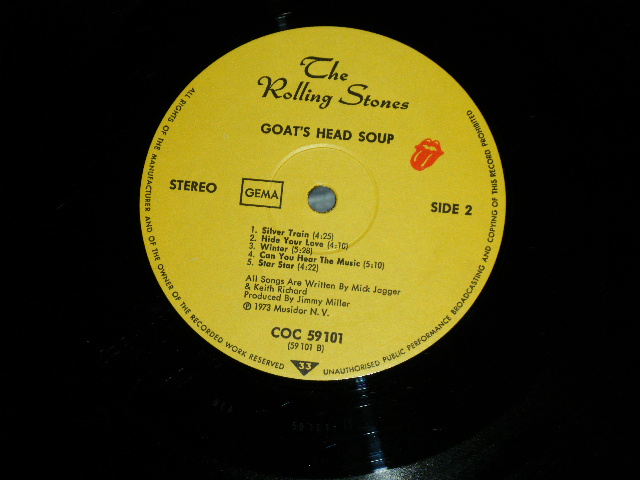 The
Rolling Stones
GOAT'S HEAD SOUP
STEREO
GEMA
SIDE 2
1. Silver Train (4:25)
2. Hide Your Love (4:10)
3. Winter (5:28)
4. Can You Hear The Music (5:10)
5. Star Star (4:22)
All Songs Are Written By Mick Jagger
& Keith Richard
Produced By Jimmy Miller
℗ 1973 Musidor N. V.
COC 59101
(59101 B)
33
ALL RIGHTS OF THE MANUFACTURER AND OF THE OWNER OF THE RECORDED WORK RESERVED
UNAUTHORISED PUBLIC PERFORMANCE BROADCASTING AND COPYING OF THIS RECORD PROHIBITED